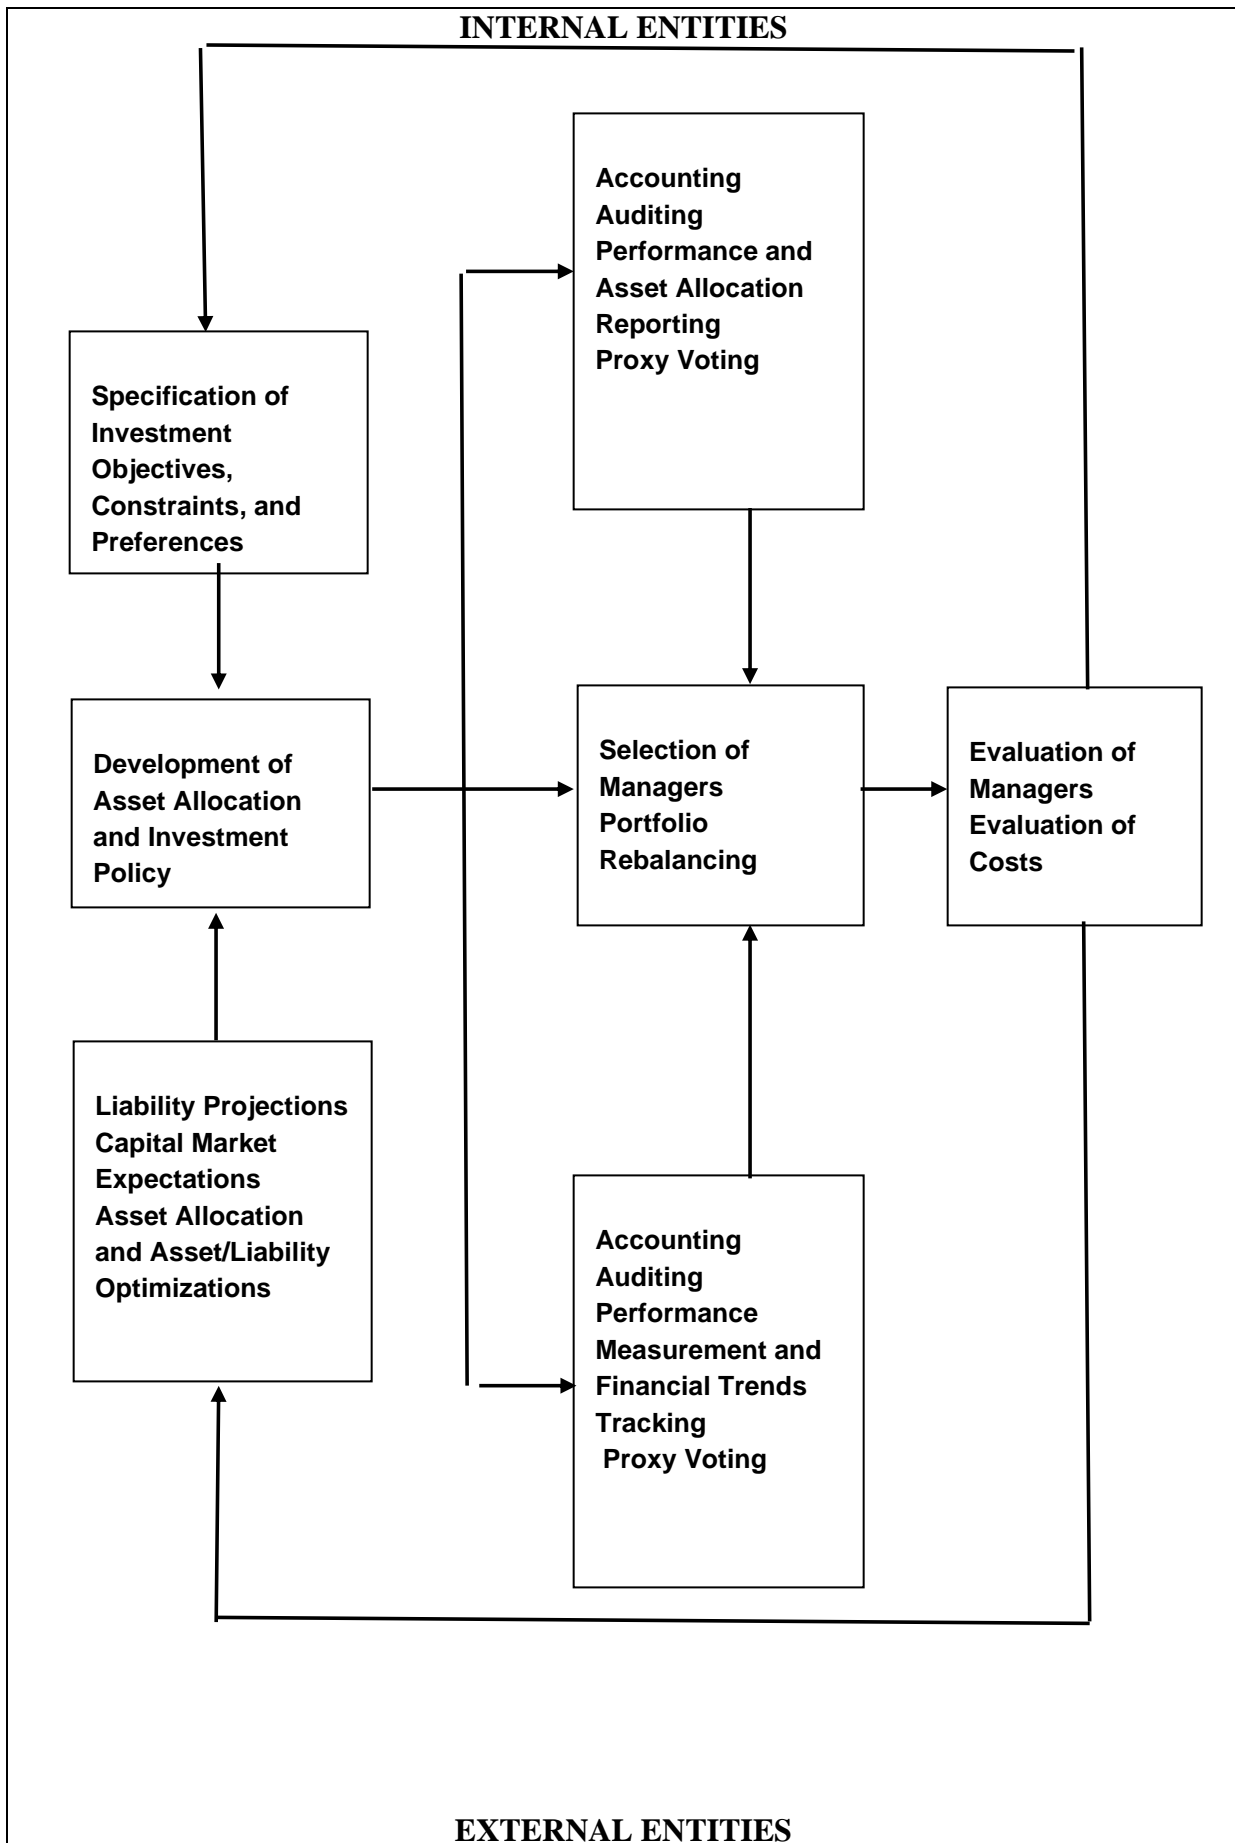 INTERNAL ENTITIES
Accounting
Auditing
Performance and
Asset Allocation
Reporting
Proxy Voting
Specification of
Investment
Objectives,
Constraints, and
Preferences
Development of
Asset Allocation
and Investment
Policy
Selection of
Managers
Portfolio
Rebalancing
Evaluation of
Managers
Evaluation of
Costs
Liability Projections
Capital Market
Expectations
Asset Allocation
and Asset/Liability
Optimizations
Accounting
Auditing
Performance
Measurement and
Financial Trends
Tracking
Proxy Voting
EXTERNAL ENTITIES